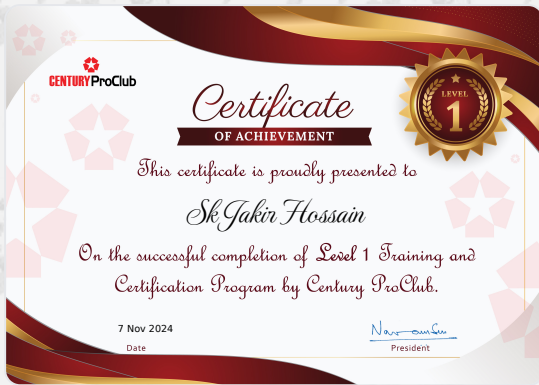 CENTURY ProClub
Certificate
OF ACHIEVEMENT
LEVEL
1
This certificate is proudly presented to
Sk Jakir Hossain
On the successful completion of Level 1 Training and
Certification Program by Century ProClub.
7 Nov 2024
Date
President